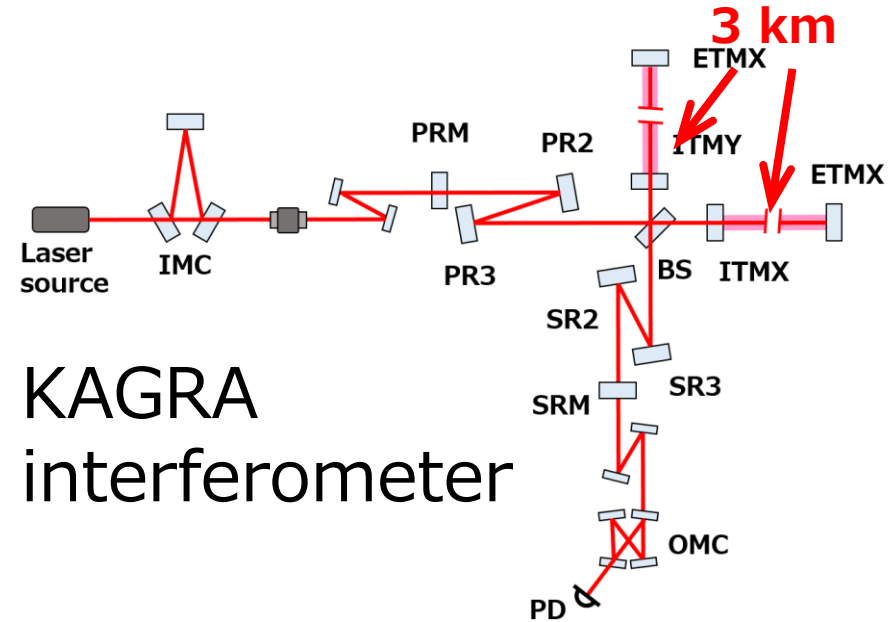 3 km
ETMX
PRM
PR2
ITMY
ETMX
Laser
source
IMC
PR3
BS
ITMX
SR2
SR3
SRM
KAGRA
interferometer
OMC
PD